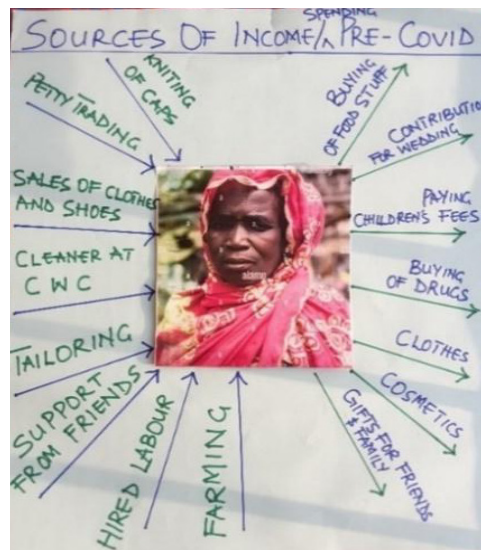 SPENDING
SOURCES OF INCOME/^ PRE-COVID
KNITING
OF CAPS
PETTY TRADING
SALES OF CLOTHES
AND SHOES
CLEANER AT
CWC
TAILORING
SUPPORT
FROM FRIENDS
HIRED LABOUR
FARMING
BUYING
OF FOOD STUFF
CONTRIBUTIO
FOR WEDDING
PAYING
CHILDREN'S FEES
BUYING
OF DRUGS
CLOTHES
COSMETICS
GIFTS FOR FRIENDS
& FAMILY
alamy